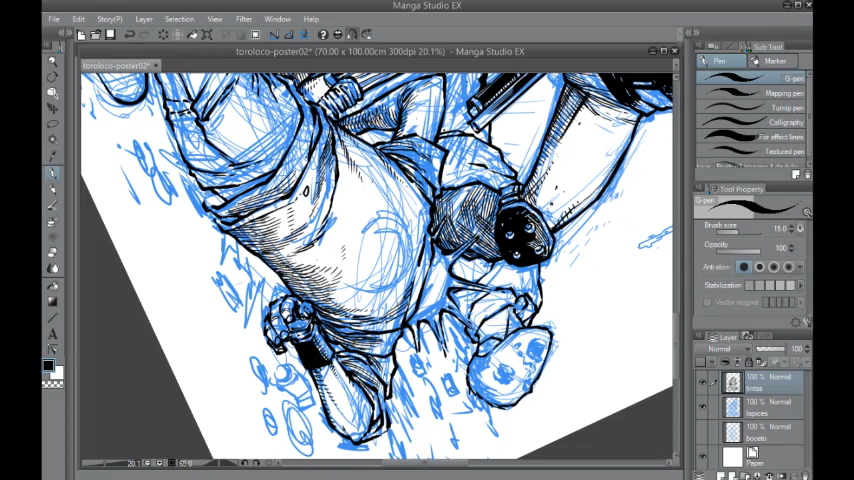 Manga Studio EX
File Edit Story(P) Layer Selection View Filter Window Help
toroloco-poster02* (70.00 x 100.00cm 300dpi 20.1%) - Manga Studio EX
toroloco-poster02*
Sub Tool
Pen Marker
G-pen
Mapping pen
Turnip pen
Calligraphy
For effect lines
Textured pen
Tool Property
G-pen
Brush size 15.0
Opacity 100
Stabilization
Vector magnet
Layer
Normal 100
100 % Normal
tintas
100 % Normal
lapices
100 % Normal
boceto
Paper
20.1